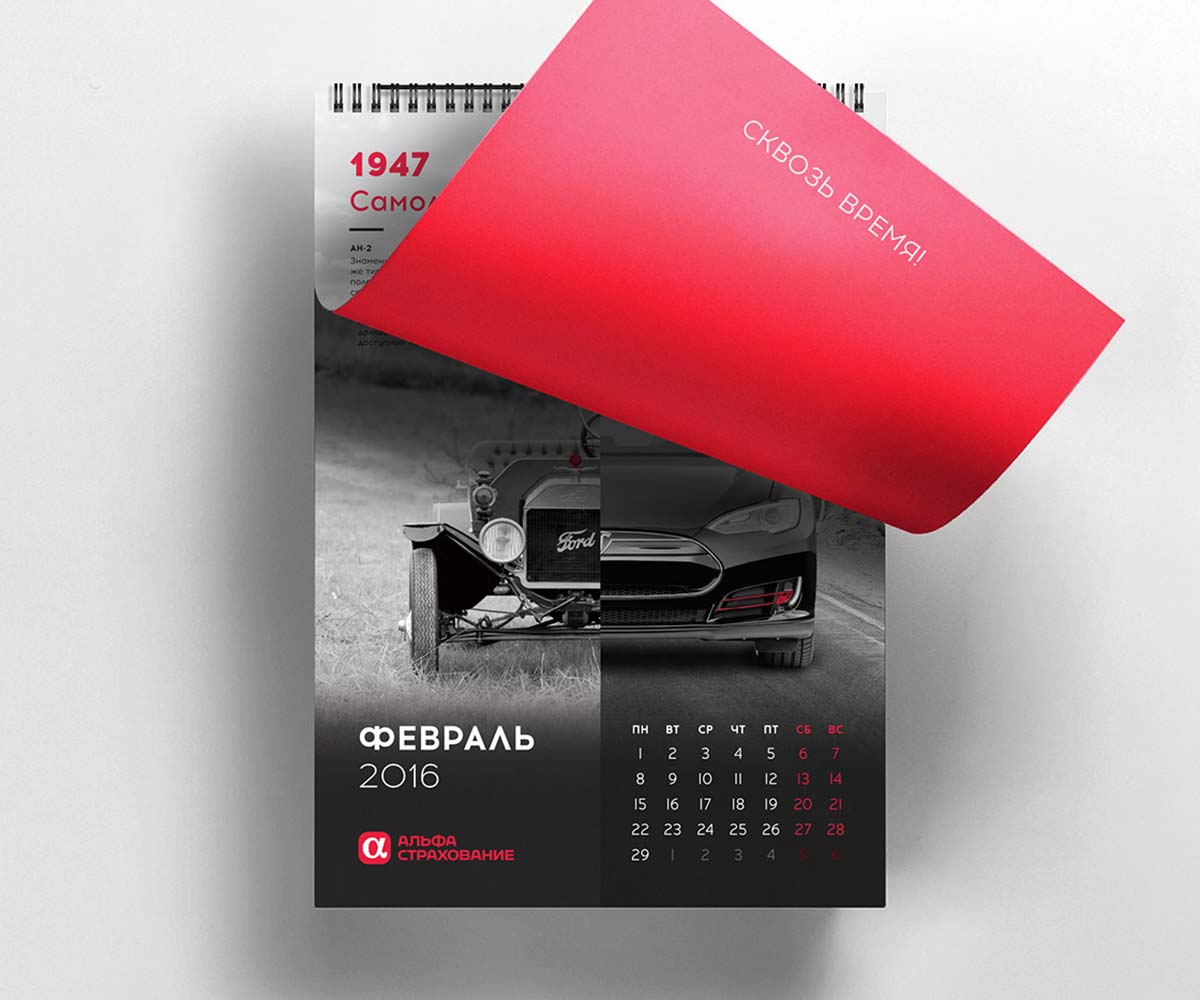 СКВОЗЬ ВРЕМЯ!
1947
АН-2
Ford
ФЕВРАЛЬ
2016
α АЛЬФА
СТРАХОВАНИЕ
ПН ВТ СР ЧТ ПТ СБ ВС
1 2 3 4 5 6 7
8 9 10 11 12 13 14
15 16 17 18 19 20 21
22 23 24 25 26 27 28
29 1 2 3 4 5 6